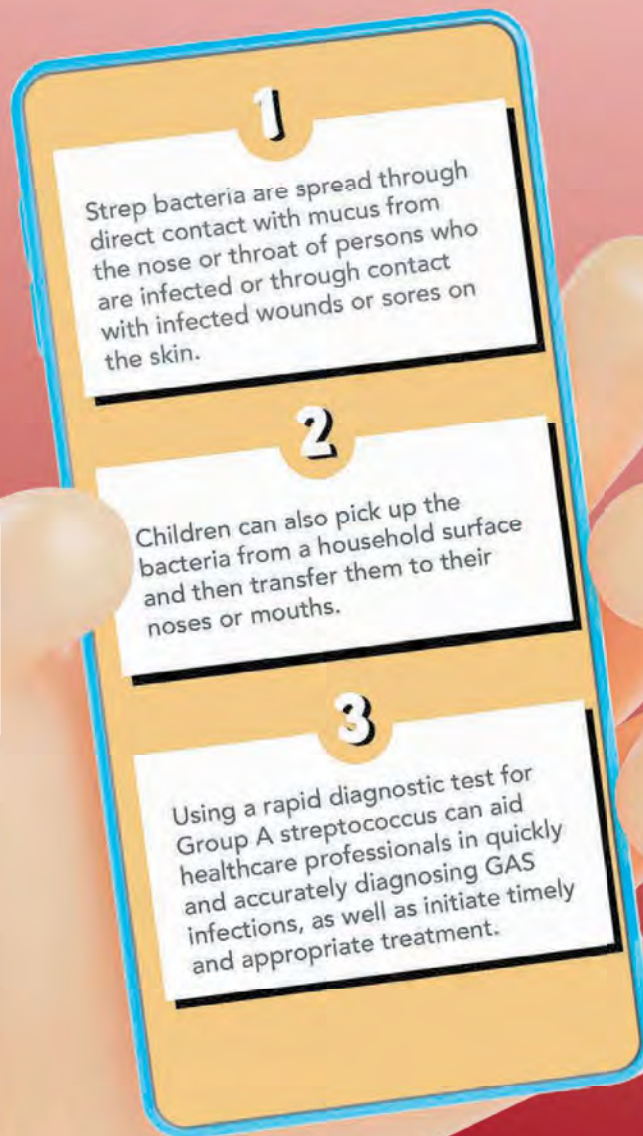 1
Strep bacteria are spread through
direct contact with mucus from
the nose or throat of persons who
are infected or through contact
with infected wounds or sores on
the skin.
2
Children can also pick up the
bacteria from a household surface
and then transfer them to their
noses or mouths.
3
Using a rapid diagnostic test for
Group A streptococcus can aid
healthcare professionals in quickly
and accurately diagnosing GAS
infections, as well as initiate timely
and appropriate treatment.